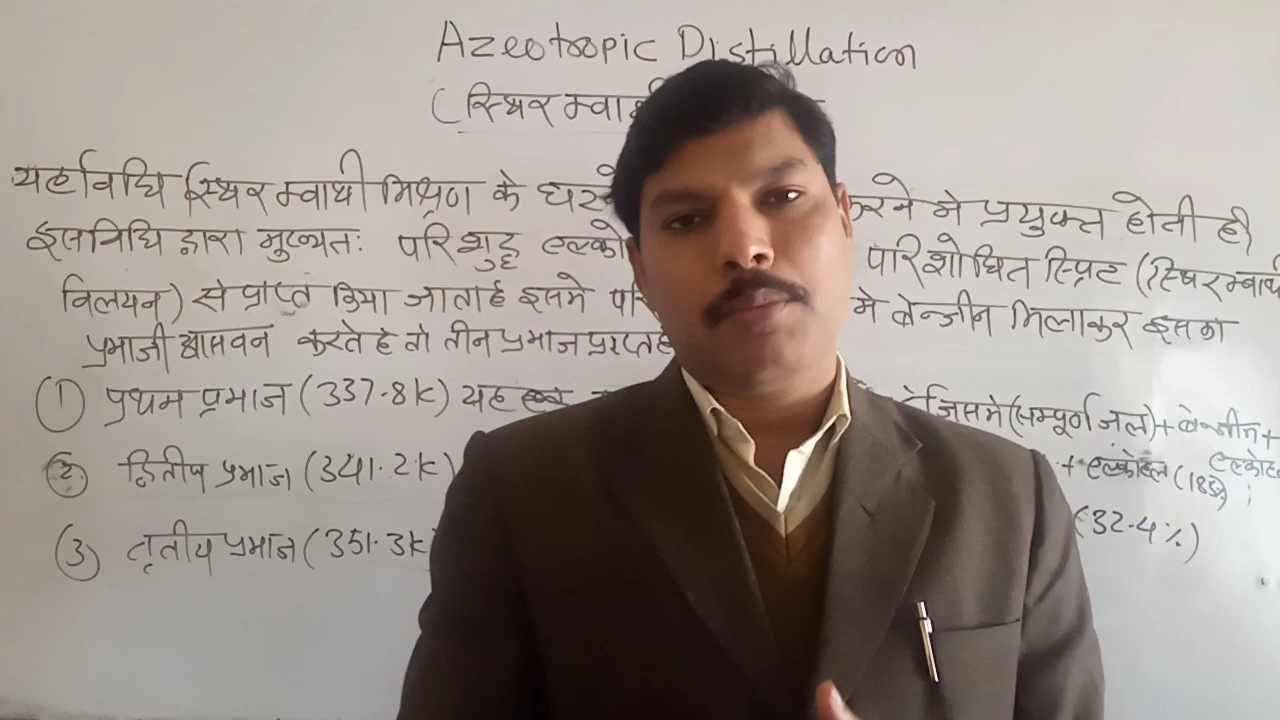 Azeotropic Distillation
(स्थिर क्वाथी
यह विधि स्थिर क्वाथी मिश्रण के करने मे प्रयुक्त होती है।
इस विधि द्वारा मुख्यतः परिशुद्ध एल्को परिशोधित स्प्रिट (स्थिर क्वाथी
विलयन) से प्राप्त किया जाता है इसमे परि मे बेन्जीन मिलाकर इसका
प्रभाजी आसवन करते है तो तीन प्रभाज प्राप्त
① प्रथम प्रभाज (337.8K) यह जिसमे (सम्पूर्ण जल) + बेन्जीन + एल्कोह
② द्वितीय प्रभाज (341.2K) + एल्कोहल
③ तृतीय प्रभाज (351.3K) (32.4%)